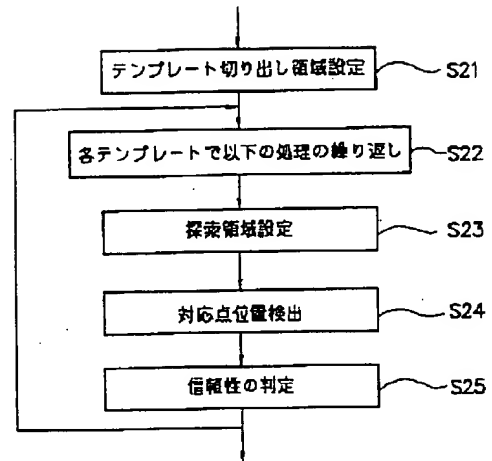 テンプレート切り出し領域設定 S21
各テンプレートで以下の処理の繰り返し S22
探索領域設定 S23
対応点位置検出 S24
信頼性の判定 S25